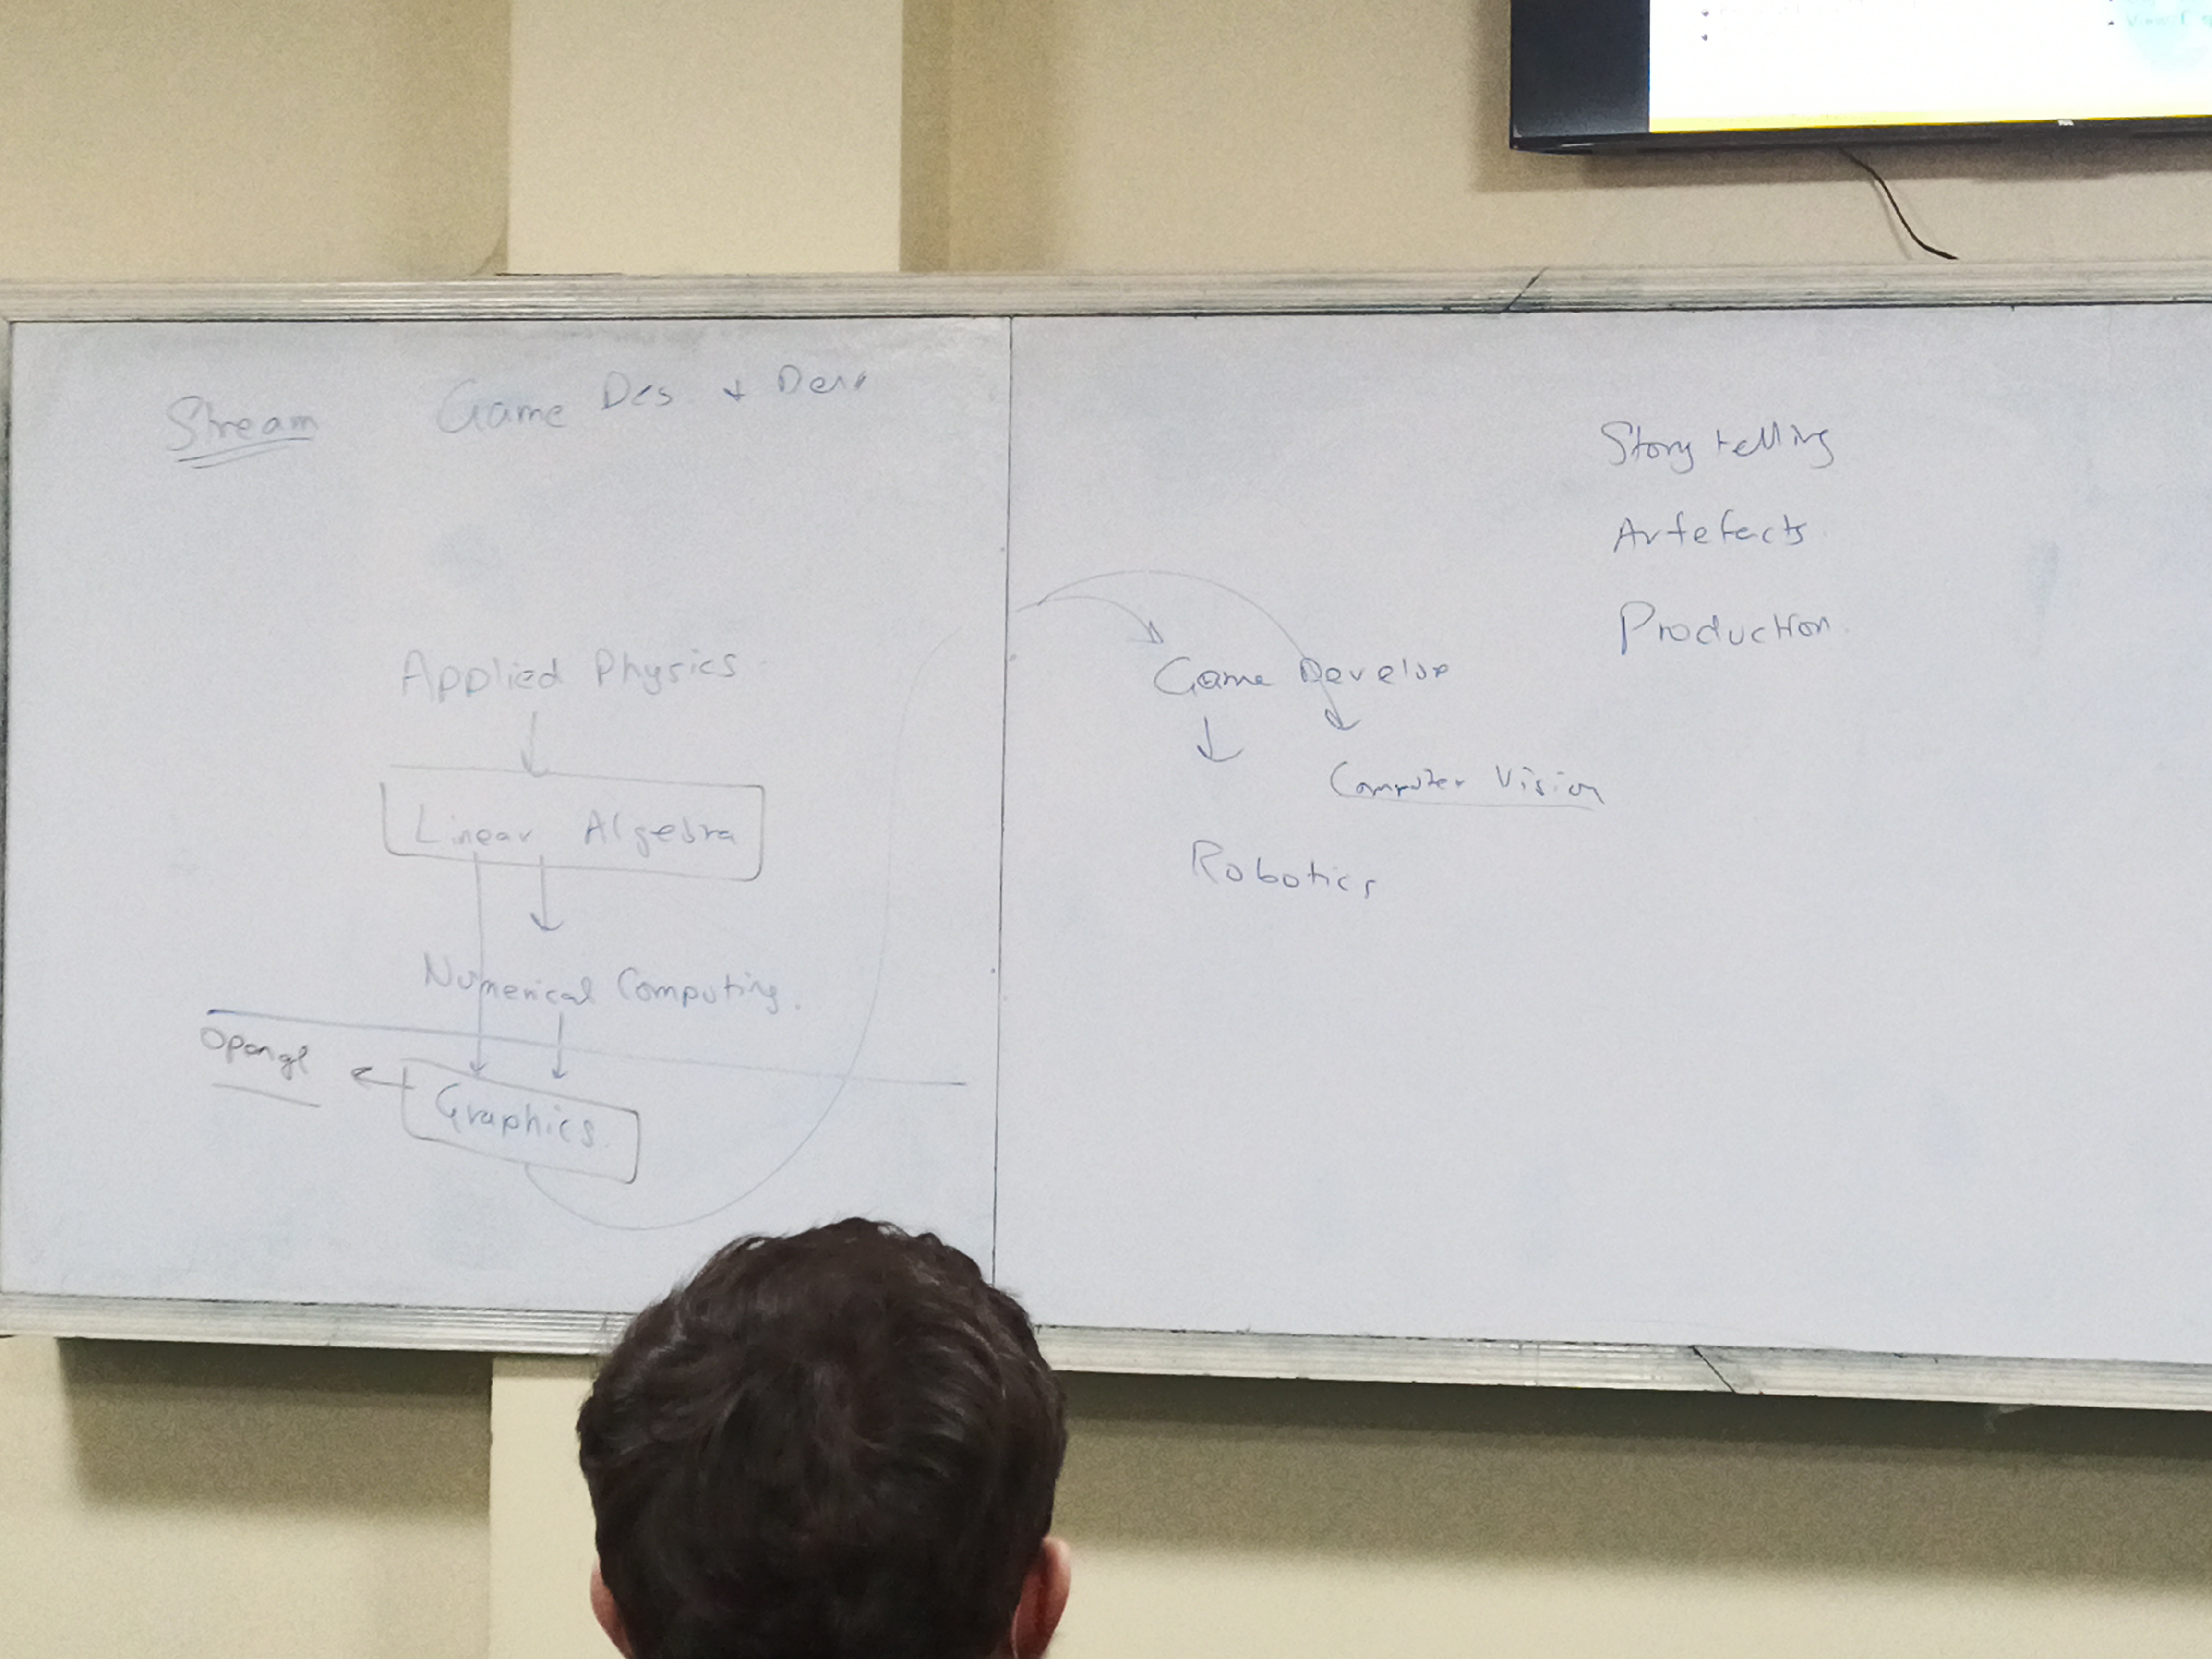 Stream Game Des + Dev
Applied Physics
Linear Algebra
Numerical Computing.
Opengl
Graphics
Story telling
Artefacts
Production
Game Develop
Computer Vision
Robotics